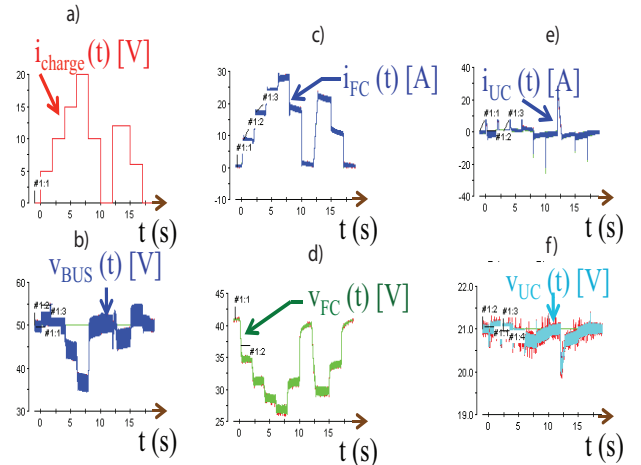 a)
i_charge (t) [V]
20
15
10
5
0
#1:1
0 5 10 15
t (s)
c)
i_FC (t) [A]
30
20
10
0
#1:3
#1:2
#1:1
0 5 10 15
t (s)
e)
i_UC (t) [A]
40
0
-40
#1:1
#1:3
#1:2
0 5 10 15
t (s)
b)
v_BUS (t) [V]
60
50
40
30
#1:2
#1:3
#1:1
0 5 10 15
t (s)
d)
v_FC (t) [V]
40
35
30
25
#1:1
#1:2
0 5 10 15
t (s)
f)
v_UC (t) [V]
22.0
21.0
20.0
19.0
#1:2
#1:3
#1:1
#1:4
0 5 10 15
t (s)